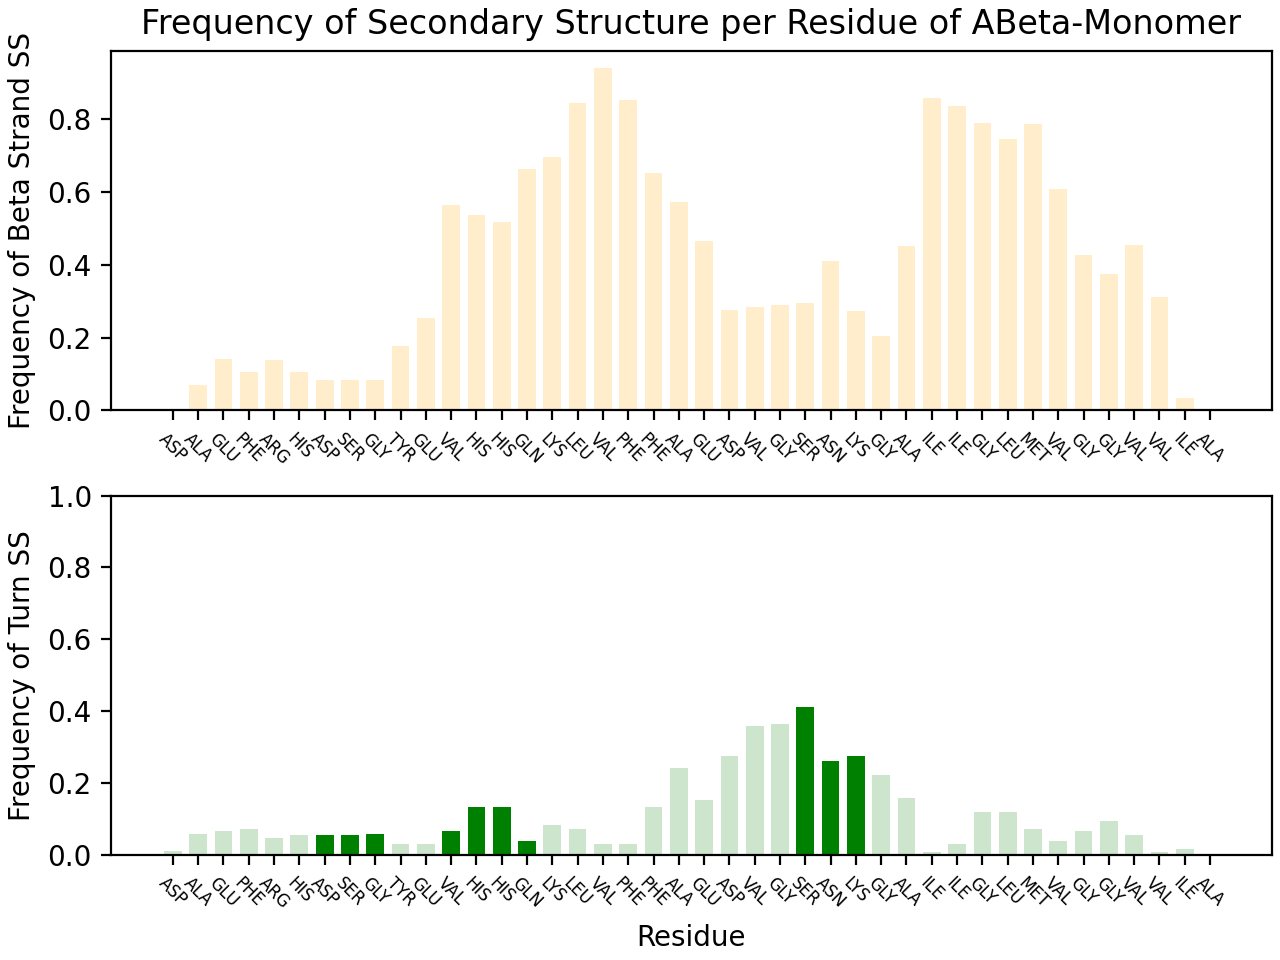 Frequency of Secondary Structure per Residue of ABeta-Monomer
Frequency of Beta Strand SS
0.8
0.6
0.4
0.2
0.0
ASP ALA GLU PHE ARG HIS ASP SER GLY TYR GLU VAL HIS HIS GLN LYS LEU VAL PHE PHE ALA GLU ASP VAL GLY SER ASN LYS GLY ALA ILE ILE GLY LEU MET VAL GLY GLY VAL VAL ILE ALA
Frequency of Turn SS
1.0
0.8
0.6
0.4
0.2
0.0
ASP ALA GLU PHE ARG HIS ASP SER GLY TYR GLU VAL HIS HIS GLN LYS LEU VAL PHE PHE ALA GLU ASP VAL GLY SER ASN LYS GLY ALA ILE ILE GLY LEU MET VAL GLY GLY VAL VAL ILE ALA
Residue